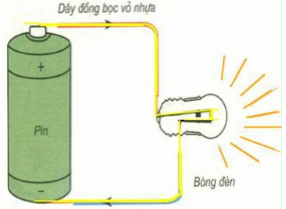 Dây đồng bọc vỏ nhựa
+
Pin
Bóng đèn
−